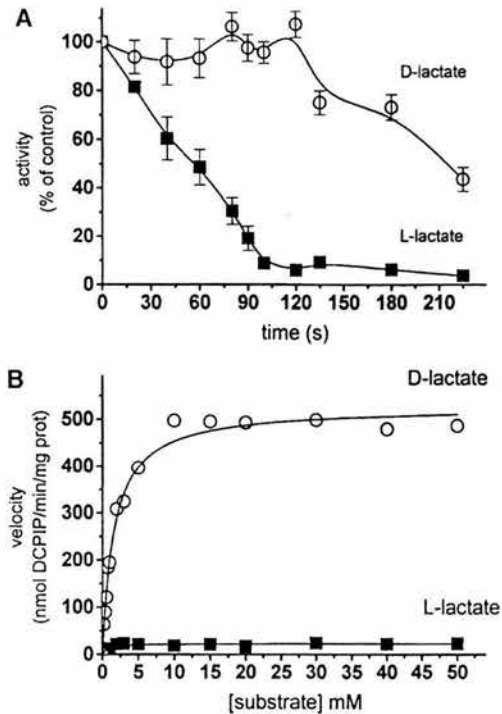 A
activity
(% of control)
100
80
60
40
20
0
D-lactate
L-lactate
0 30 60 90 120 150 180 210
time (s)
B
velocity
(nmol DCPIP/min/mg prot)
500
400
300
200
100
0
D-lactate
L-lactate
0 5 10 15 20 25 30 35 40 45 50
[substrate] mM